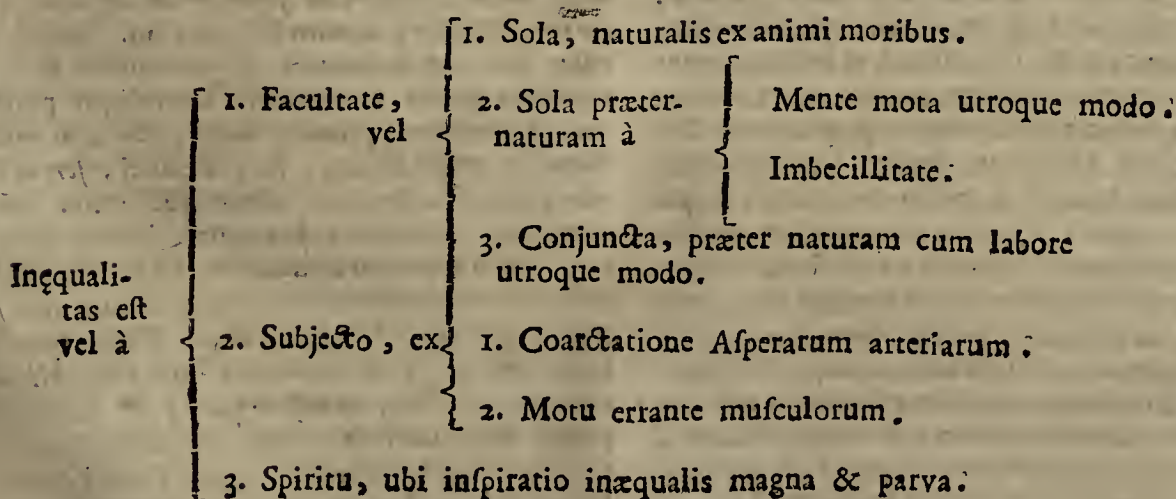 Inęquali-
tas eſt
vel à
1. Facultate,
vel
1. Sola, naturalis ex animi moribus.
2. Sola præter-
naturam à
Mente mota utroque modo.
Imbecillitate.
3. Conjuncta, præter naturam cum labore
utroque modo.
2. Subjecto, ex
1. Coarctatione Aſperarum arteriarum.
2. Motu errante muſculorum.
3. Spiritu, ubi inſpiratio inæqualis magna & parva.